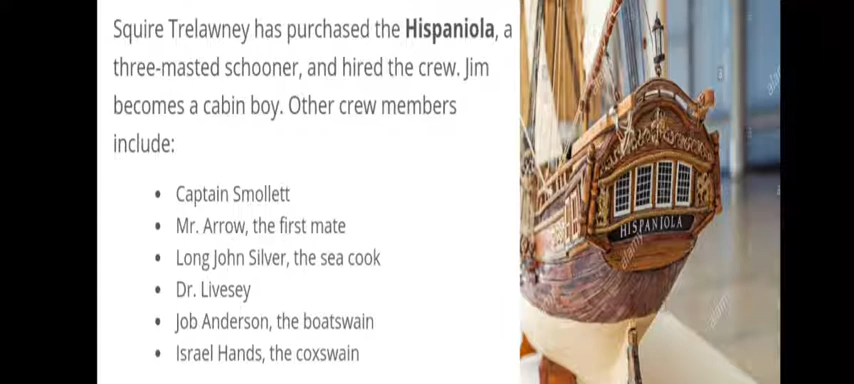 Squire Trelawney has purchased the Hispaniola, a
three-masted schooner, and hired the crew. Jim
becomes a cabin boy. Other crew members
include:
• Captain Smollett
• Mr. Arrow, the first mate
• Long John Silver, the sea cook
• Dr. Livesey
• Job Anderson, the boatswain
• Israel Hands, the coxswain
HISPANIOLA
alamy